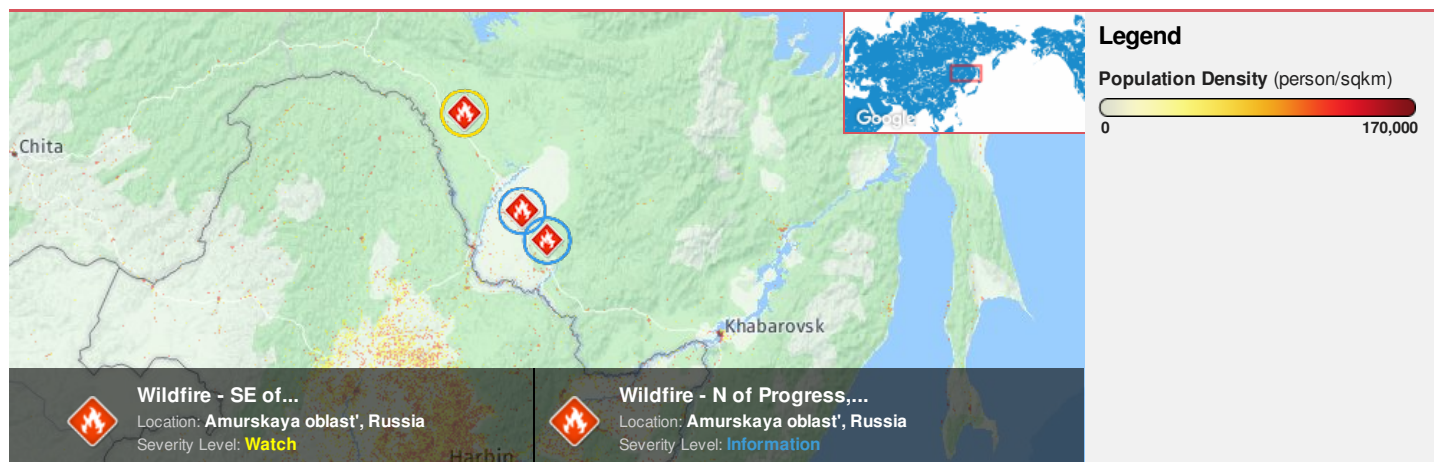 Chita
Khabarovsk
Harbin
Google
Wildfire - SE of...
Location: Amurskaya oblast', Russia
Severity Level: Watch
Wildfire - N of Progress,...
Location: Amurskaya oblast', Russia
Severity Level: Information
Legend
Population Density (person/sqkm)
0
170,000